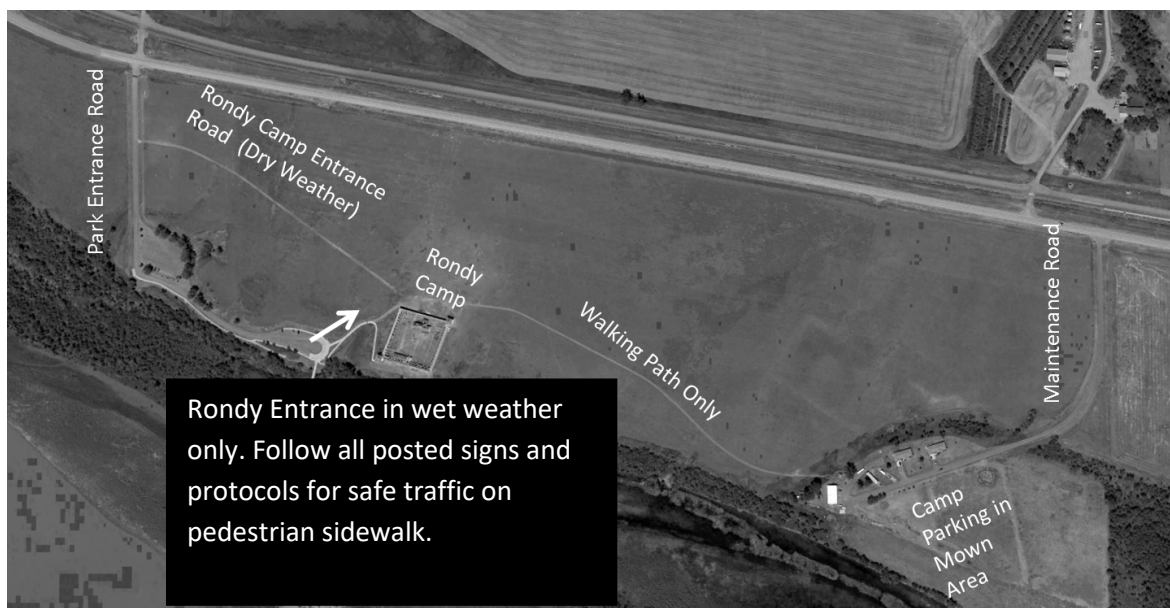 Park Entrance Road
Rondy Camp Entrance
Road (Dry Weather)
Rondy
Camp
Walking Path Only
Maintenance Road
Rondy Entrance in wet weather
only. Follow all posted signs and
protocols for safe traffic on
pedestrian sidewalk.
Camp
Parking in
Mown
Area